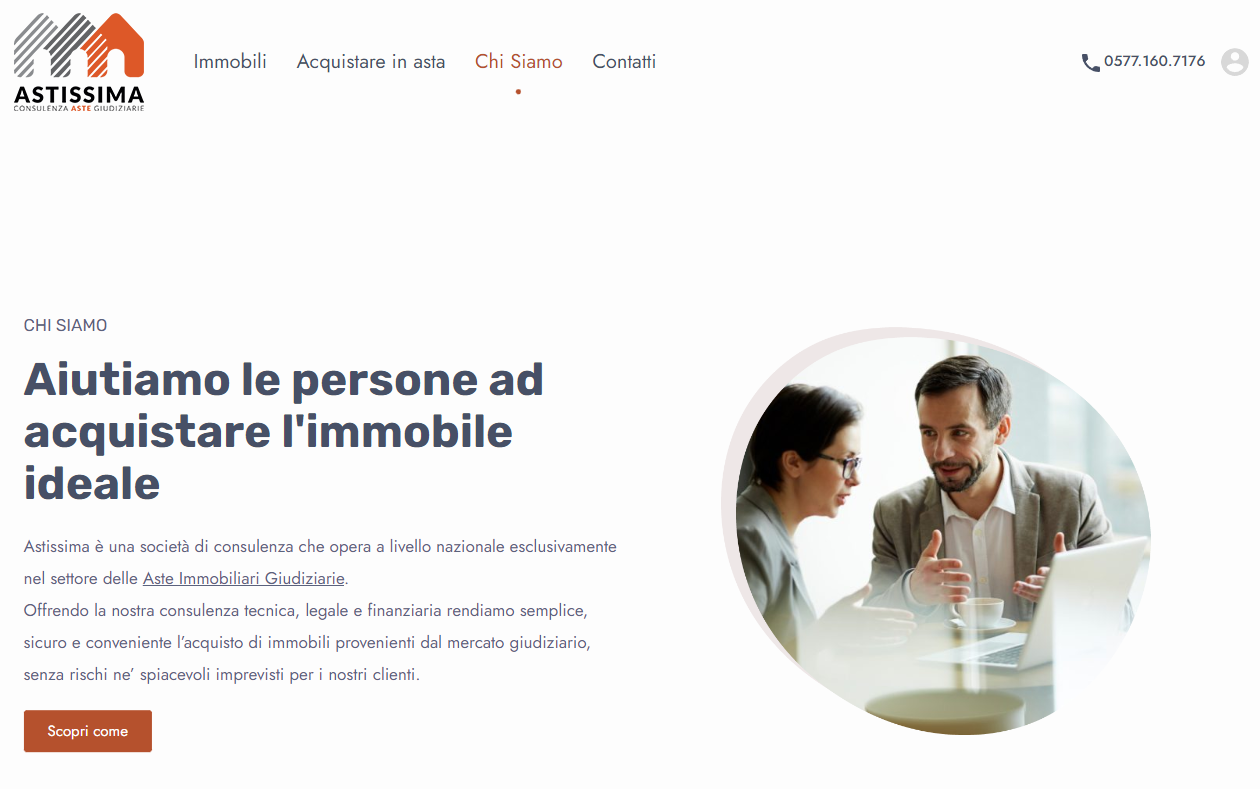 ASTISSIMA
CONSULENZA ASTE GIUDIZIARIE
Immobili
Acquistare in asta
Chi Siamo
Contatti
0577.160.7176
CHI SIAMO
Aiutiamo le persone ad
acquistare l'immobile
ideale
Astissima è una società di consulenza che opera a livello nazionale esclusivamente
nel settore delle Aste Immobiliari Giudiziarie.
Offrendo la nostra consulenza tecnica, legale e finanziaria rendiamo semplice,
sicuro e conveniente l’acquisto di immobili provenienti dal mercato giudiziario,
senza rischi ne’ spiacevoli imprevisti per i nostri clienti.
Scopri come